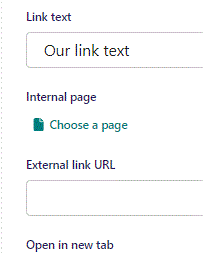 Link text
Our link text
Internal page
Choose a page
External link URL
Open in new tab